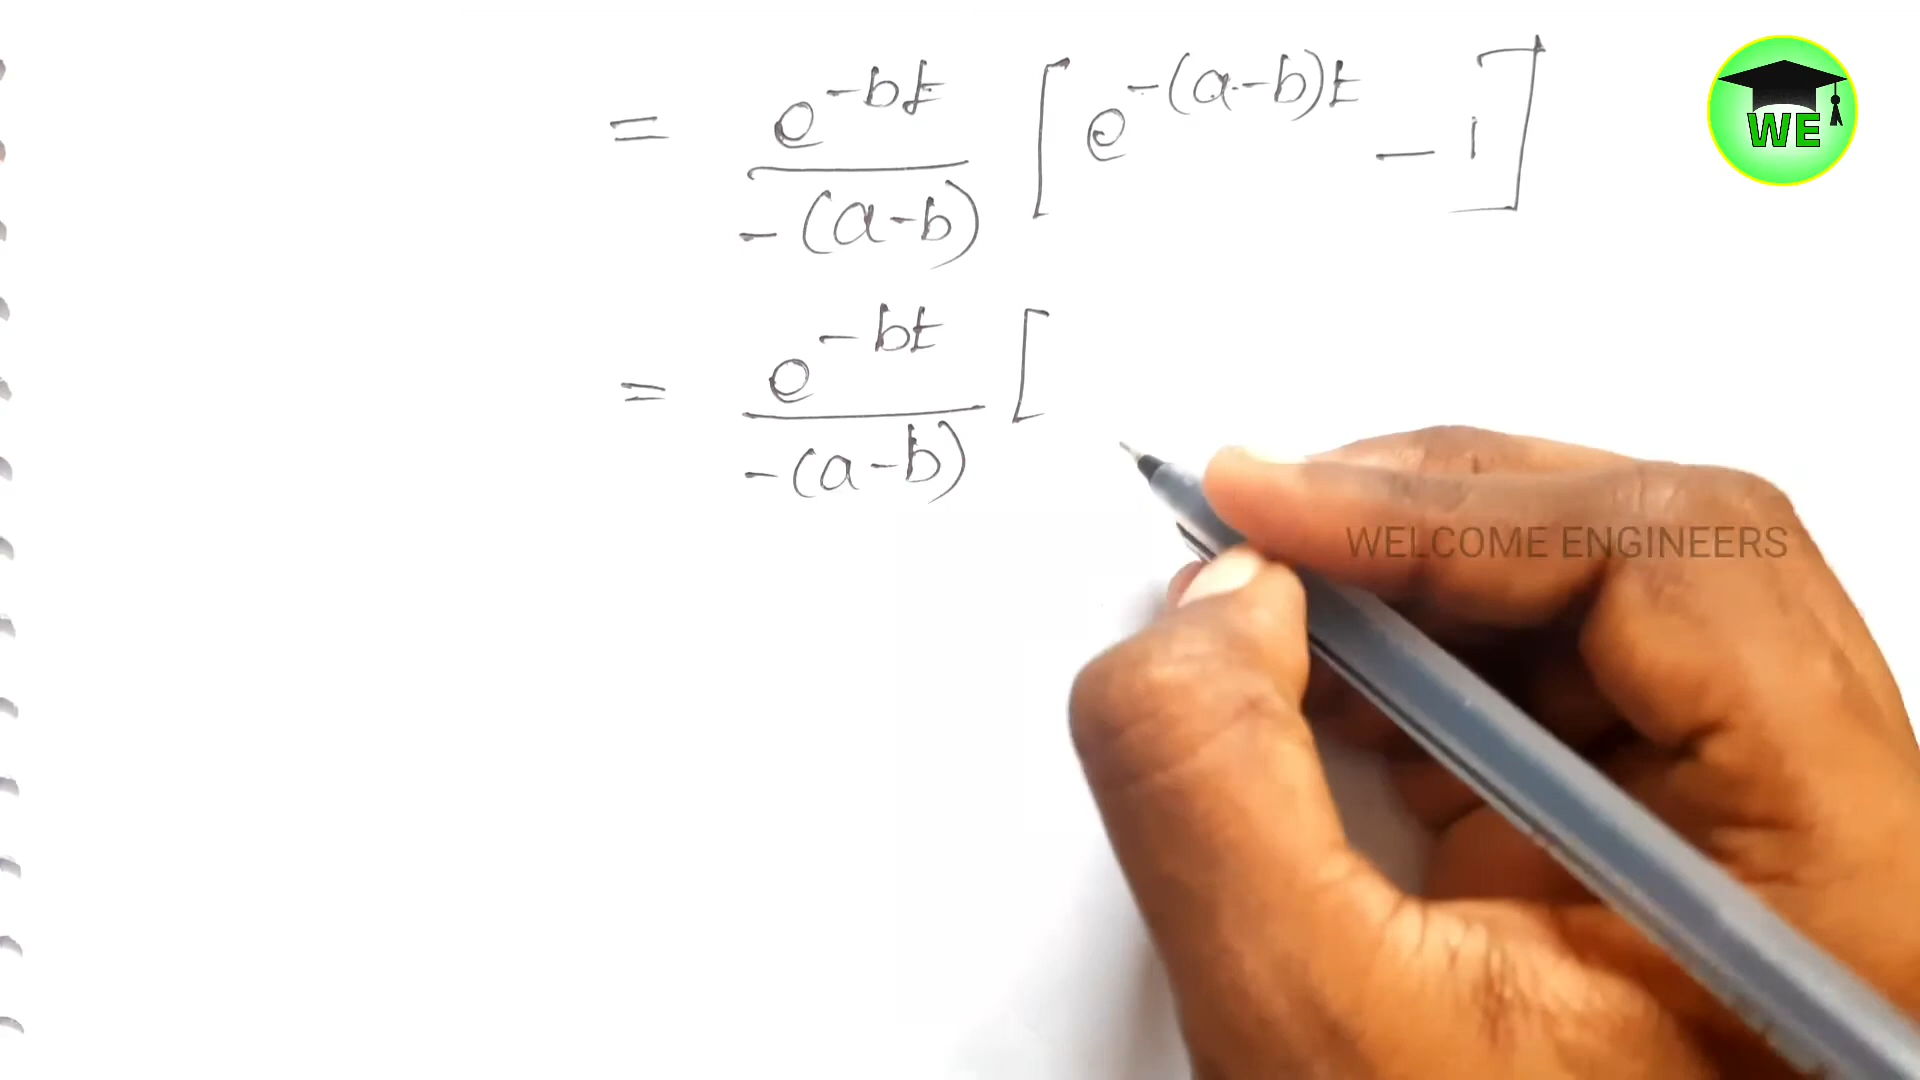 = e^{-bt} / -(a-b) [ e^{-(a-b)t} - 1 ]
WE
= e^{-bt} / -(a-b) [
WELCOME ENGINEERS